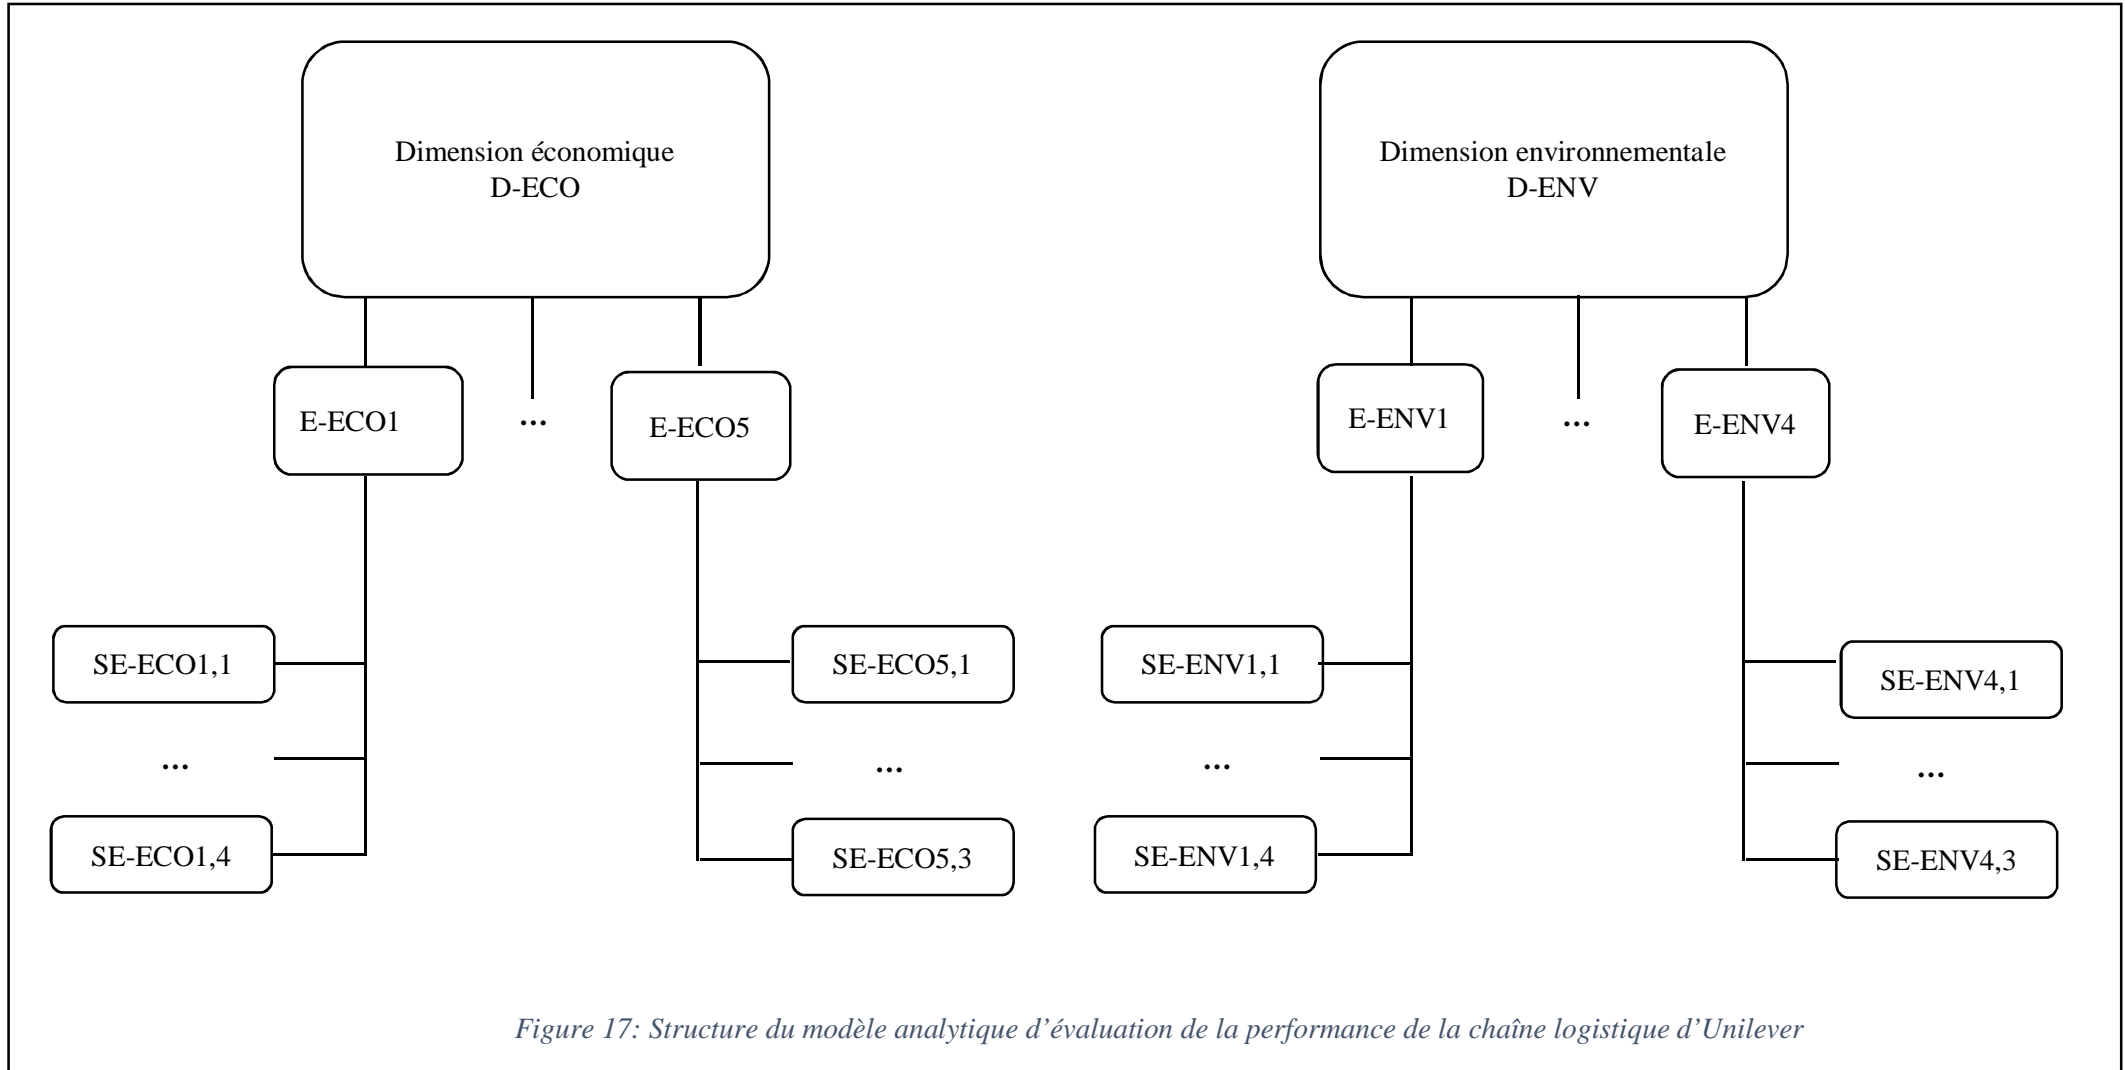 Dimension économique
D-ECO
Dimension environnementale
D-ENV
E-ECO1
...
E-ECO5
E-ENV1
...
E-ENV4
SE-ECO1,1
SE-ECO5,1
SE-ENV1,1
SE-ENV4,1
...
...
...
...
SE-ECO1,4
SE-ECO5,3
SE-ENV1,4
SE-ENV4,3
Figure 17: Structure du modèle analytique d’évaluation de la performance de la chaîne logistique d’Unilever